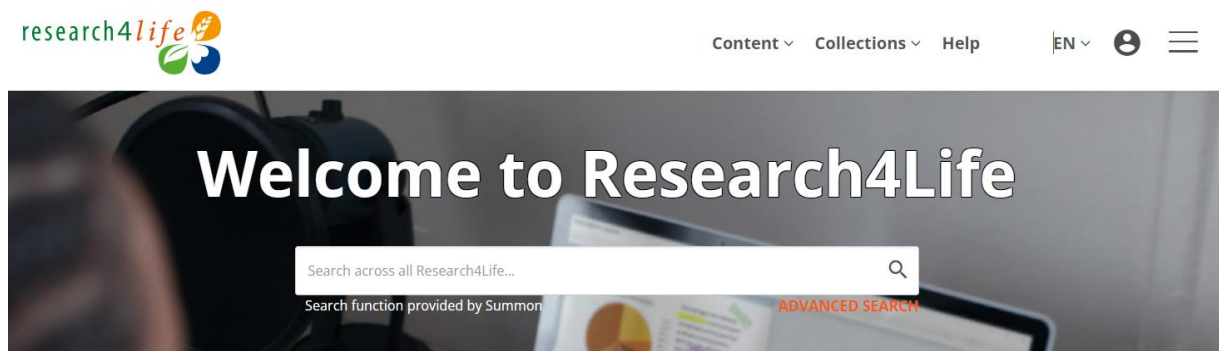 research4life
Content Collections Help EN
Welcome to Research4Life
Search across all Research4Life...
Search function provided by Summon ADVANCED SEARCH